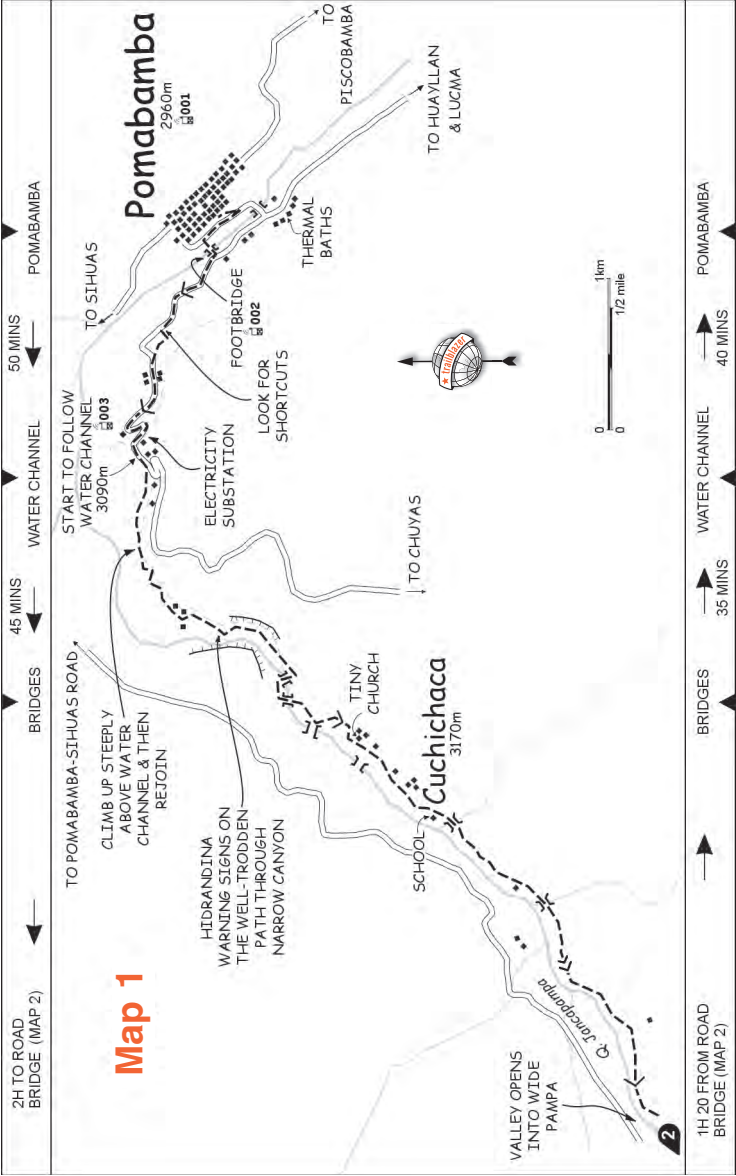 2H TO ROAD
BRIDGE (MAP 2)
BRIDGES
45 MINS
WATER CHANNEL
50 MINS
POMABAMBA
Map 1
TO POMABAMBA-SIHUAS ROAD
CLIMB UP STEEPLY
ABOVE WATER
CHANNEL & THEN
REJOIN
HIDRANDINA
WARNING SIGNS ON
THE WELL-TRODDEN
PATH THROUGH
NARROW CANYON
START TO FOLLOW
WATER CHANNEL
3090m
003
TO SIHUAS
Pomabamba
2960m
001
TO
PISCOBAMBA
TO HUAYLLAN
& LUCMA
THERMAL
BATHS
FOOTBRIDGE
002
LOOK FOR
SHORTCUTS
ELECTRICITY
SUBSTATION
TO CHUYAS
trailblazer
TINY
CHURCH
Cuchichaca
3170m
SCHOOL
Q. Jancapampa
VALLEY OPENS
INTO WIDE
PAMPA
2
0
1km
0
1/2 mile
1H 20 FROM ROAD
BRIDGE (MAP 2)
BRIDGES
35 MINS
WATER CHANNEL
40 MINS
POMABAMBA